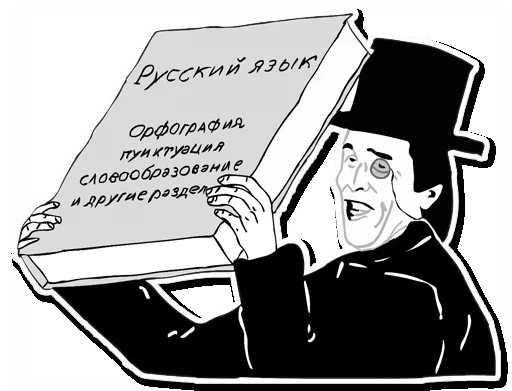 Русский язык
Орфография
пунктуация
словообразование
и другие